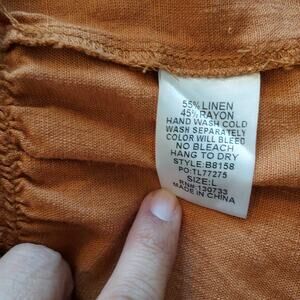 55% LINEN
45% RAYON
HAND WASH COLD
WASH SEPARATELY
COLOR WILL BLEED
NO BLEACH
HANG TO DRY
STYLE:B8158
PO:TL77275
SIZE:L
RN#:130733
MADE IN CHINA